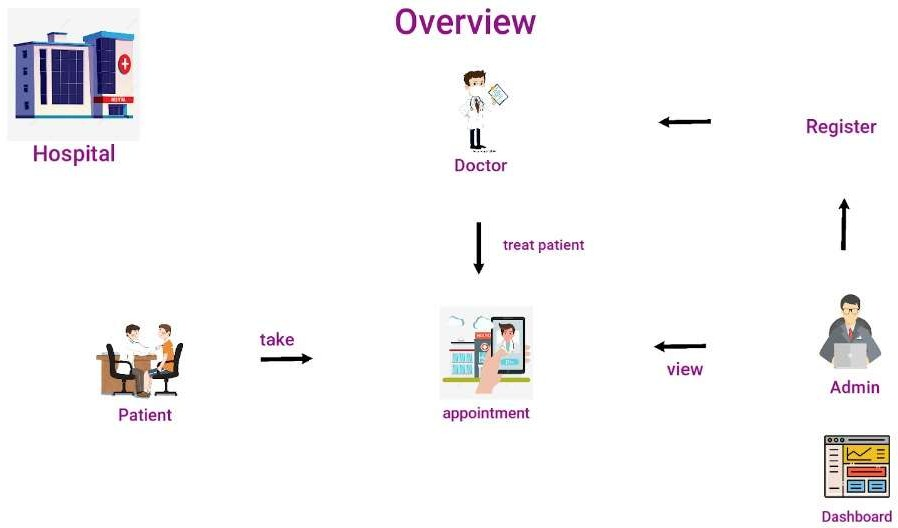 Overview
Hospital
Doctor
Register
treat patient
take
view
Patient
appointment
Admin
Dashboard